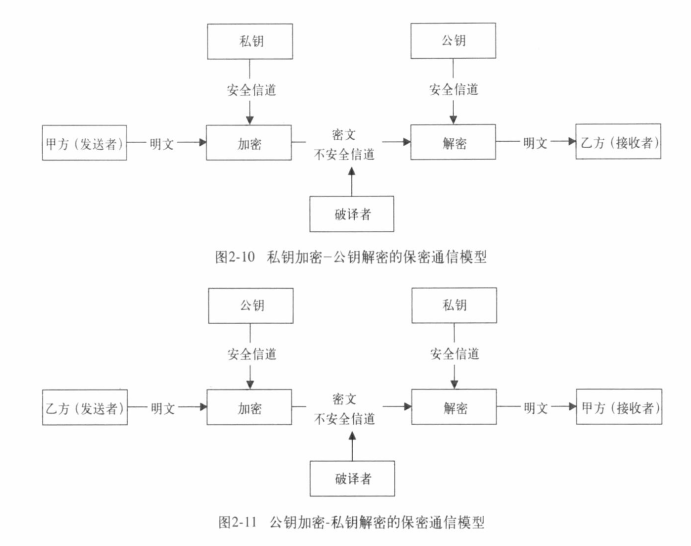 私钥
公钥
安全信道
安全信道
甲方（发送者）
明文
加密
密文
不安全信道
解密
明文
乙方（接收者）
破译者
图2-10 私钥加密-公钥解密的保密通信模型
公钥
私钥
安全信道
安全信道
乙方（发送者）
明文
加密
密文
不安全信道
解密
明文
甲方（接收者）
破译者
图2-11 公钥加密-私钥解密的保密通信模型